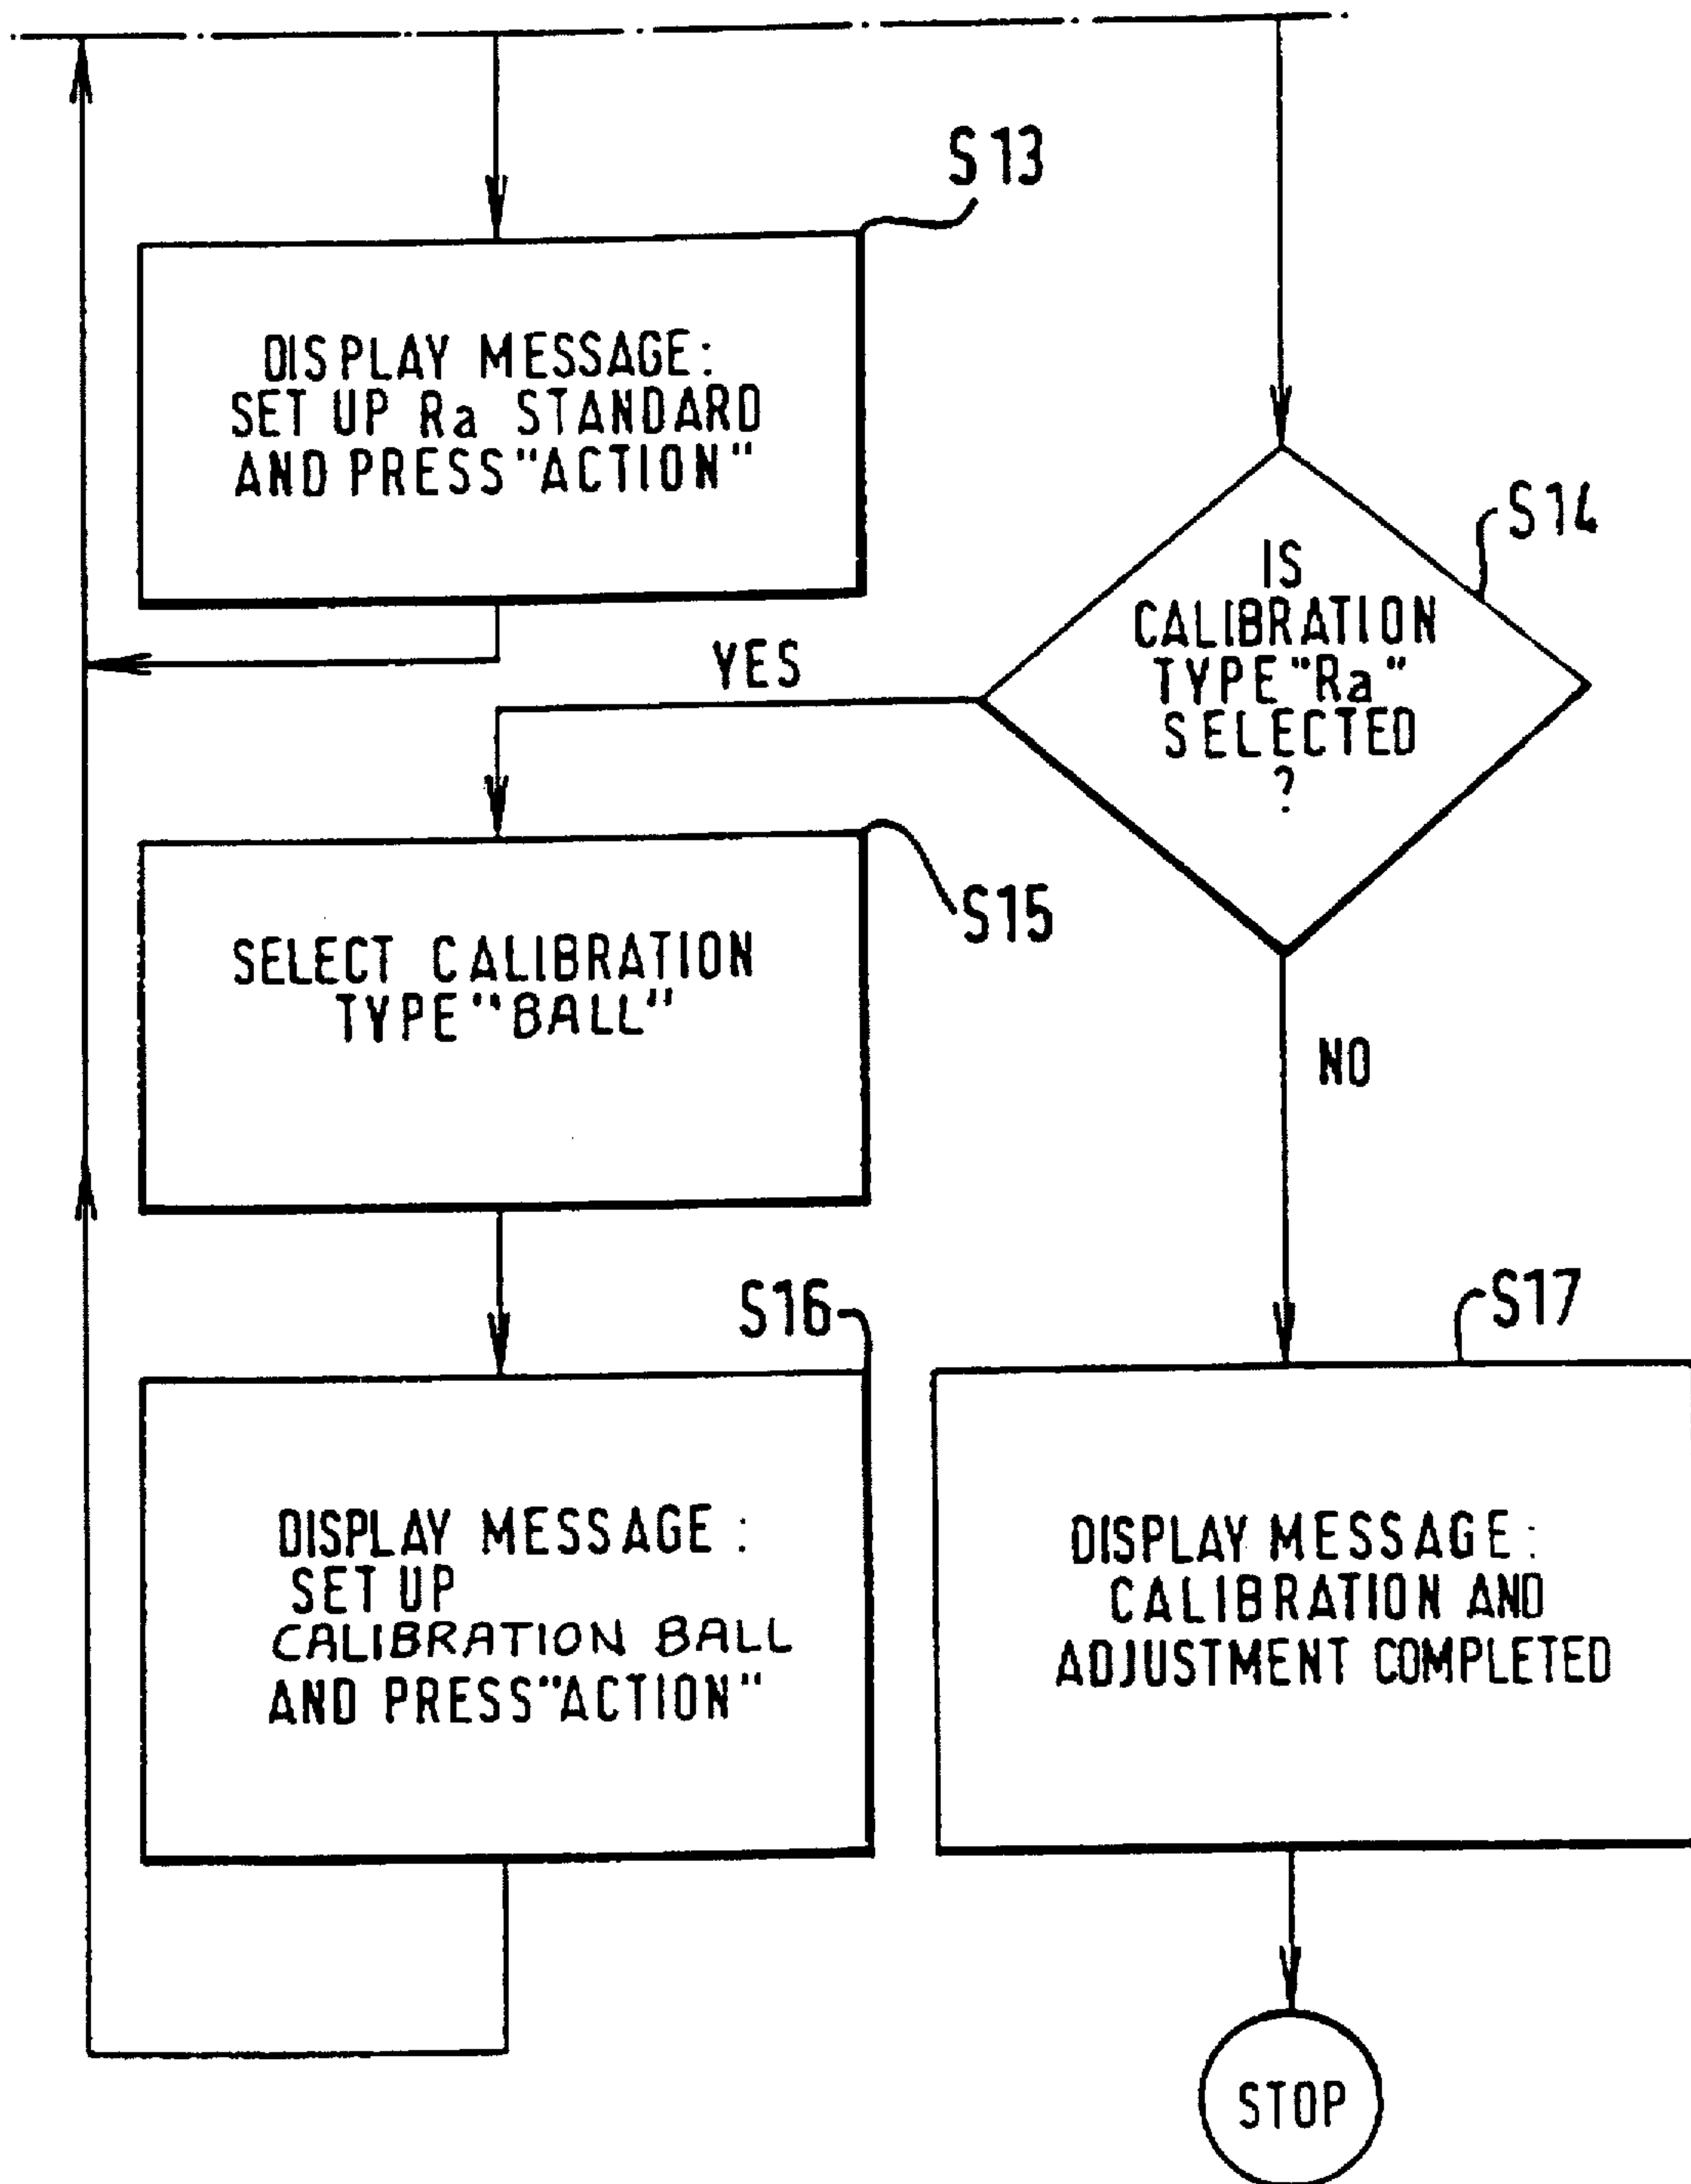 S13
DISPLAY MESSAGE:
SET UP Ra STANDARD
AND PRESS "ACTION"
S14
IS
CALIBRATION
TYPE "Ra"
SELECTED
?
YES
S15
SELECT CALIBRATION
TYPE "BALL"
NO
S16
DISPLAY MESSAGE:
SET UP
CALIBRATION BALL
AND PRESS "ACTION"
S17
DISPLAY MESSAGE:
CALIBRATION AND
ADJUSTMENT COMPLETED
STOP